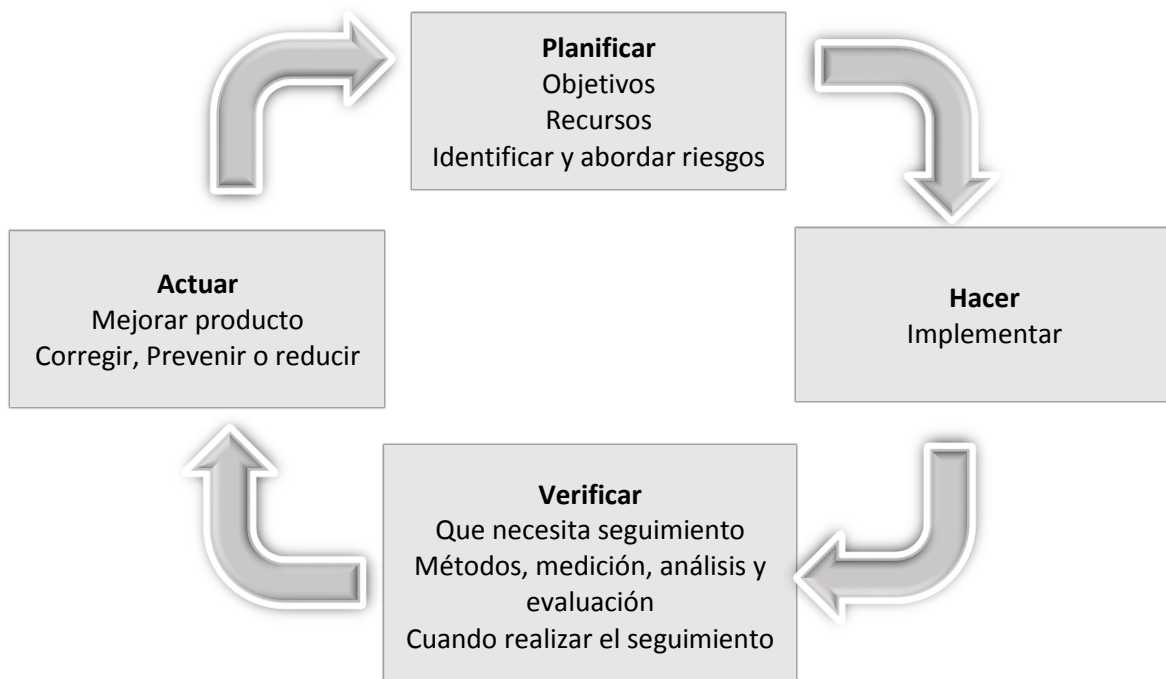 Planificar
Objetivos
Recursos
Identificar y abordar riesgos
Hacer
Implementar
Verificar
Que necesita seguimiento
Métodos, medición, análisis y
evaluación
Cuando realizar el seguimiento
Actuar
Mejorar producto
Corregir, Prevenir o reducir